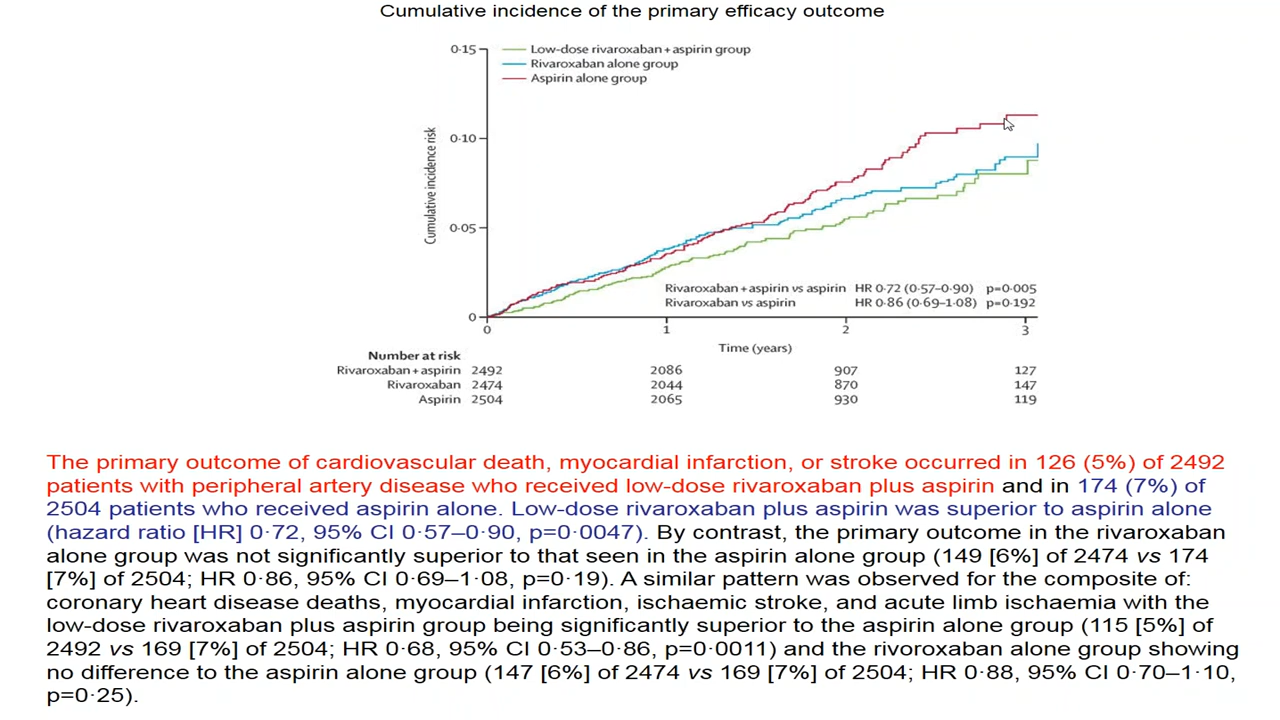 Cumulative incidence of the primary efficacy outcome
0·15
Low-dose rivaroxaban + aspirin group
Rivaroxaban alone group
Aspirin alone group
0·10
Cumulative incidence risk
0·05
Rivaroxaban + aspirin vs aspirin HR 0·72 (0·57–0·90) p=0·005
Rivaroxaban vs aspirin HR 0·86 (0·69–1·08) p=0·192
0
0 1 2 3
Time (years)
Number at risk
Rivaroxaban + aspirin 2492 2086 907 127
Rivaroxaban 2474 2044 870 147
Aspirin 2504 2065 930 119
The primary outcome of cardiovascular death, myocardial infarction, or stroke occurred in 126 (5%) of 2492
patients with peripheral artery disease who received low-dose rivaroxaban plus aspirin and in 174 (7%) of
2504 patients who received aspirin alone. Low-dose rivaroxaban plus aspirin was superior to aspirin alone
(hazard ratio [HR] 0·72, 95% CI 0·57–0·90, p=0·0047). By contrast, the primary outcome in the rivaroxaban
alone group was not significantly superior to that seen in the aspirin alone group (149 [6%] of 2474 vs 174
[7%] of 2504; HR 0·86, 95% CI 0·69–1·08, p=0·19). A similar pattern was observed for the composite of:
coronary heart disease deaths, myocardial infarction, ischaemic stroke, and acute limb ischaemia with the
low-dose rivaroxaban plus aspirin group being significantly superior to the aspirin alone group (115 [5%] of
2492 vs 169 [7%] of 2504; HR 0·68, 95% CI 0·53–0·86, p=0·0011) and the rivoroxaban alone group showing
no difference to the aspirin alone group (147 [6%] of 2474 vs 169 [7%] of 2504; HR 0·88, 95% CI 0·70–1·10,
p=0·25).